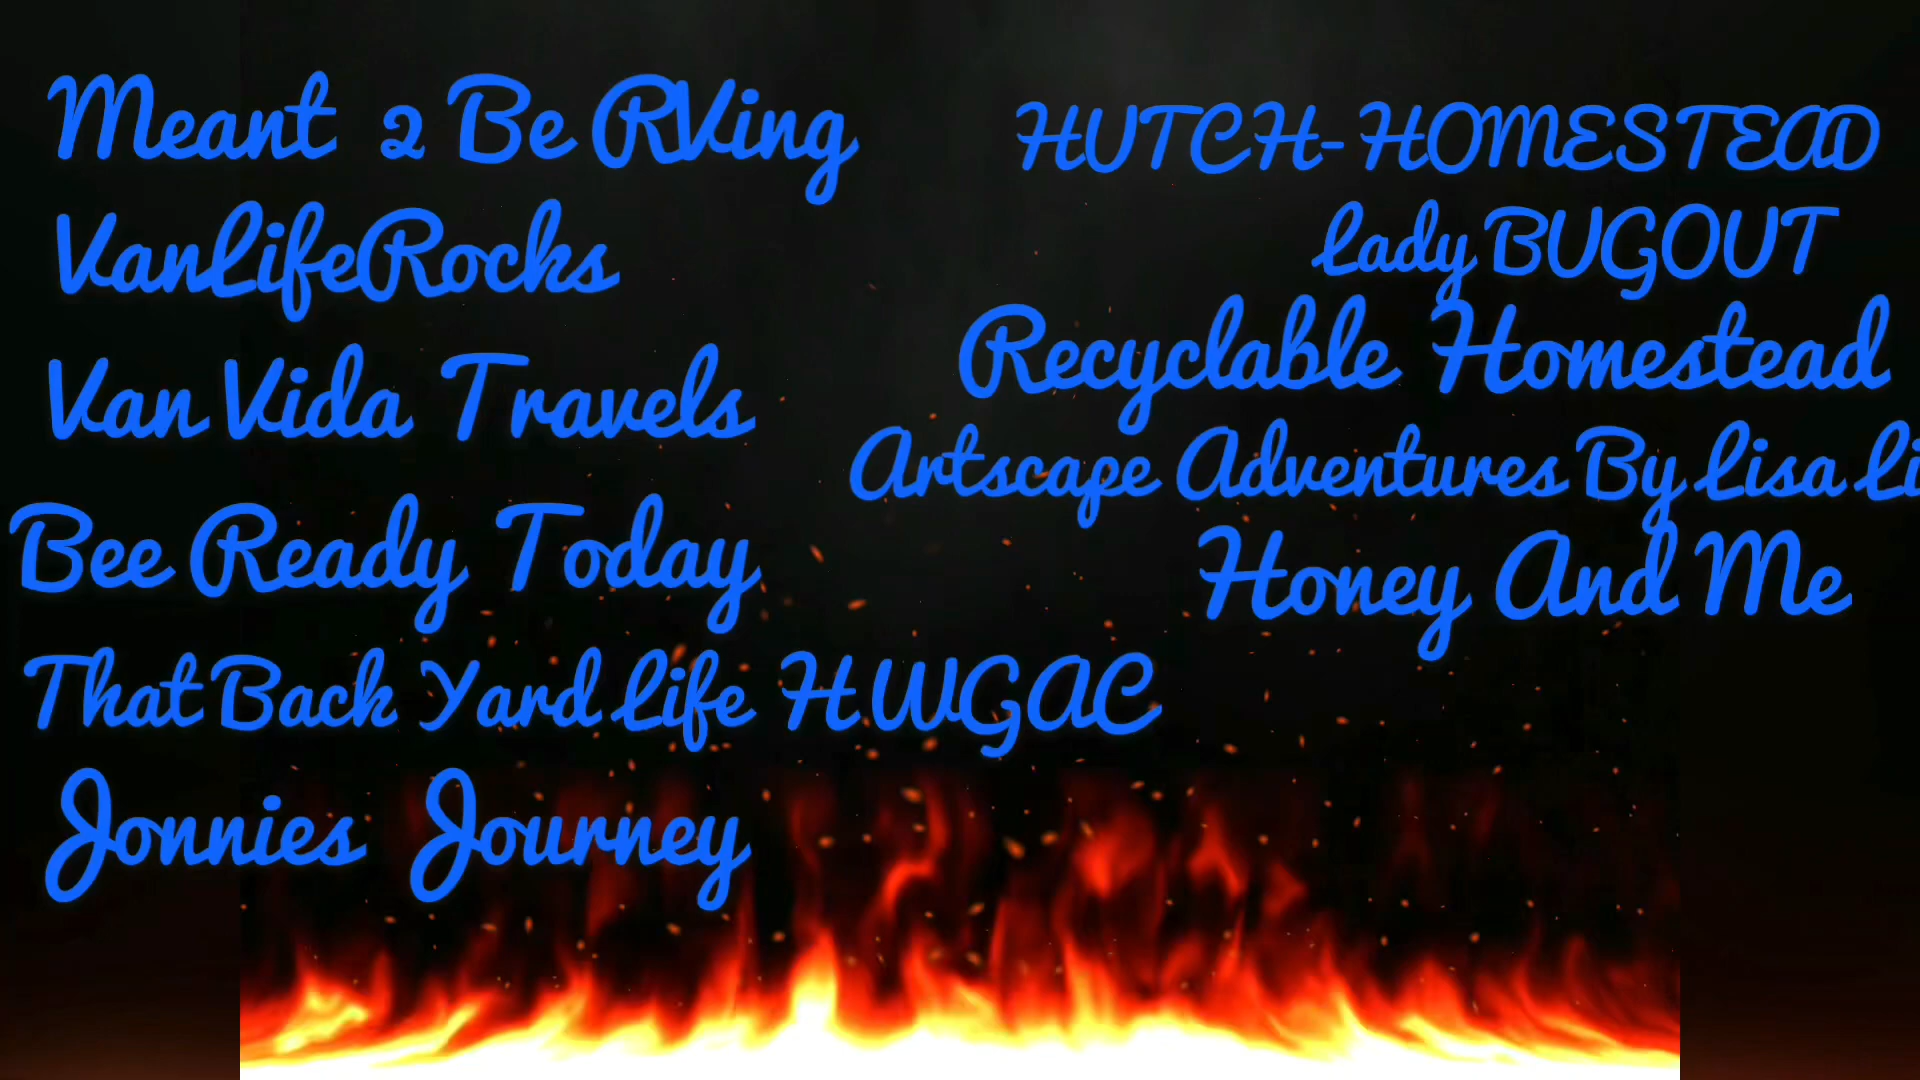 Meant 2 Be RVing
VanLifeRocks
Van Vida Travels
Bee Ready Today
That Back Yard Life HWGAC
Jonnies Journey
HUTCH-HOMESTEAD
Lady BUGOUT
Recyclable Homestead
Artscape Adventures By Lisa
Honey And Me